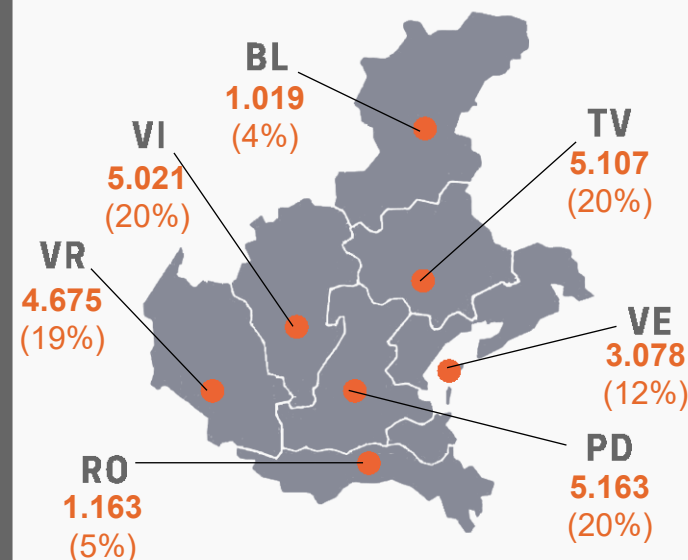 BL
1.019
(4%)
TV
5.107
(20%)
VI
5.021
(20%)
VR
4.675
(19%)
VE
3.078
(12%)
PD
5.163
(20%)
RO
1.163
(5%)